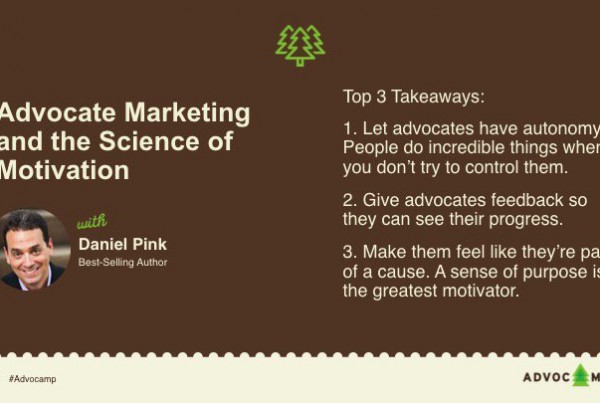 Advocate Marketing
and the Science of
Motivation
with
Daniel Pink
Best-Selling Author
Top 3 Takeaways:
1. Let advocates have autonomy
People do incredible things when
you don't try to control them.
2. Give advocates feedback so
they can see their progress.
3. Make them feel like they're pa
of a cause. A sense of purpose is
the greatest motivator.
#Advocamp
ADVOC M